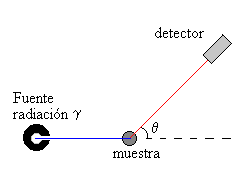 detector
Fuente
radiación γ
θ
muestra